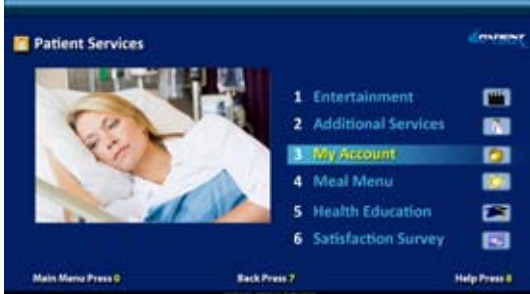 Patient Services
1 Entertainment
2 Additional Services
3 My Account
4 Meal Menu
5 Health Education
6 Satisfaction Survey
Main Menu Press 0
Back Press 7
Help Press 8